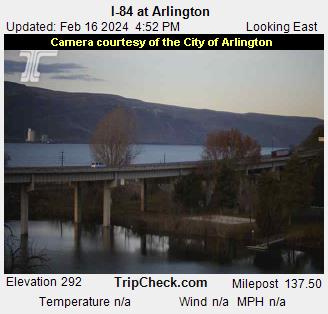 I-84 at Arlington
Updated: Feb 16 2024 4:52 PM Looking East
Camera courtesy of the City of Arlington
Elevation 292 TripCheck.com Milepost 137.50
Temperature n/a Wind n/a MPH n/a